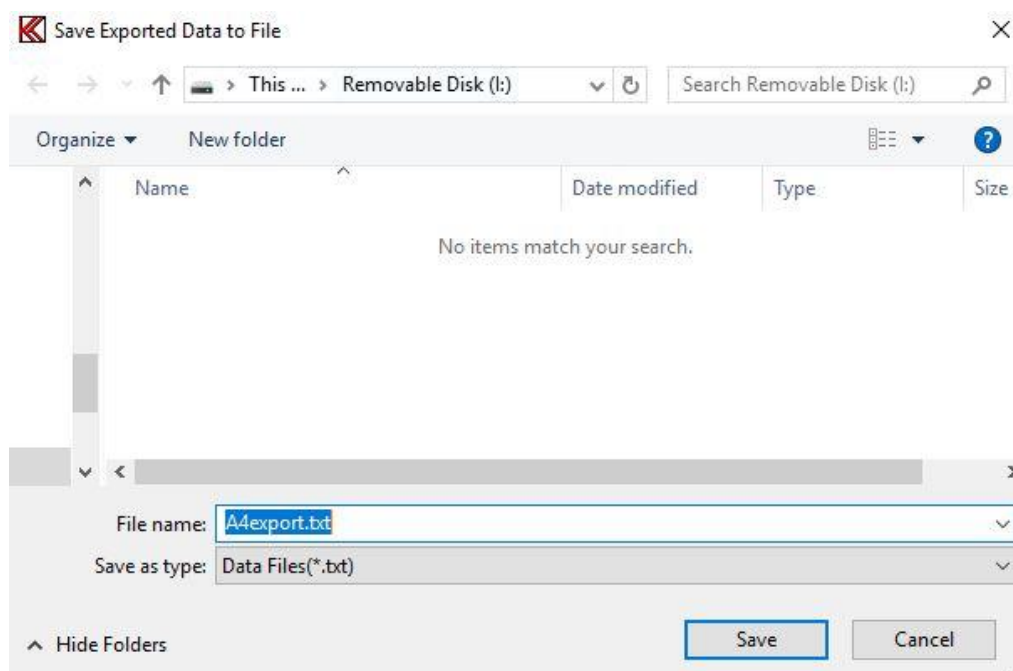 Save Exported Data to File
This ... > Removable Disk (I:)
Search Removable Disk (I:)
Organize
New folder
?
Name
Date modified
Type
Size
No items match your search.
File name: A4export.txt
Save as type: Data Files(*.txt)
Hide Folders
Save
Cancel